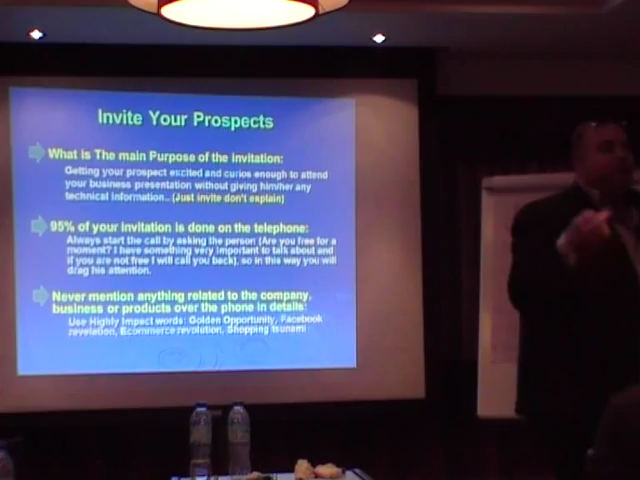 Invite Your Prospects
What is The main Purpose of the invitation:
Getting your prospect excited and curios enough to attend
your business presentation without giving him/her any
technical information.. (Just invite don't explain)
95% of your invitation is done on the telephone:
Always start the call by asking the person (Are you free for a
moment? I have something very important to talk about and
if you are not free I will call you back), so in this way you will
drag his attention.
Never mention anything related to the company,
business or products over the phone in details:
Use Highly Impact words: Golden Opportunity, Facebook
revelation, Ecommerce revolution, Shopping tsunami